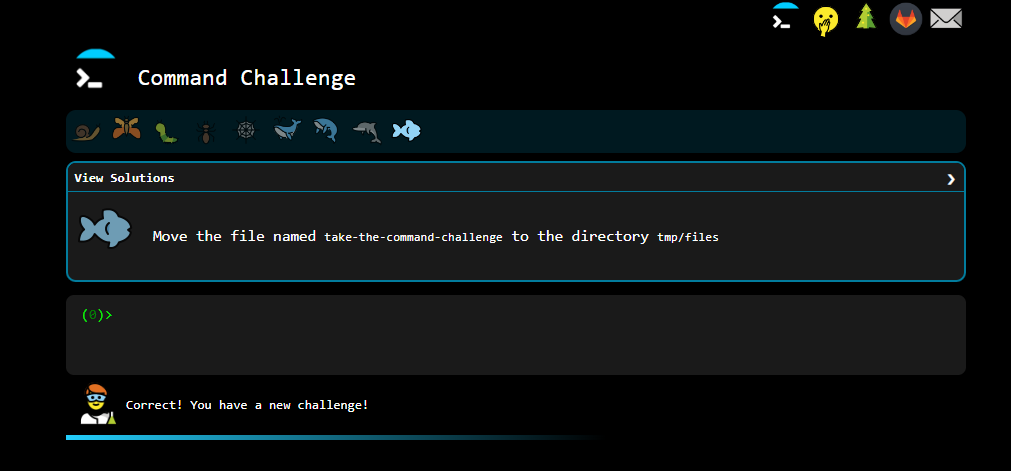 Command Challenge
View Solutions
Move the file named take-the-command-challenge to the directory tmp/files
(0)>
Correct! You have a new challenge!